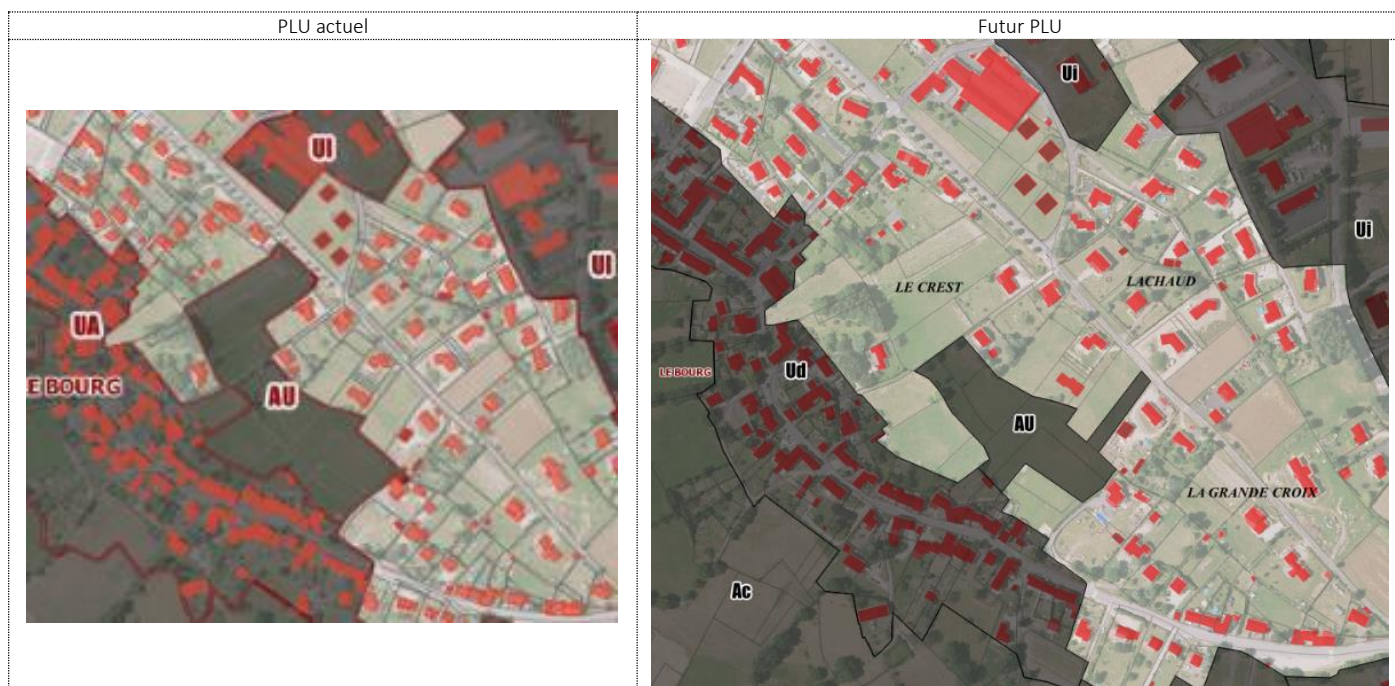 PLU actuel
Futur PLU
UI
UI
UA
LE BOURG
AU
Ui
Ui
LE CREST
LACHAUD
LE BOURG
Ud
AU
LA GRANDE CROIX
Ac